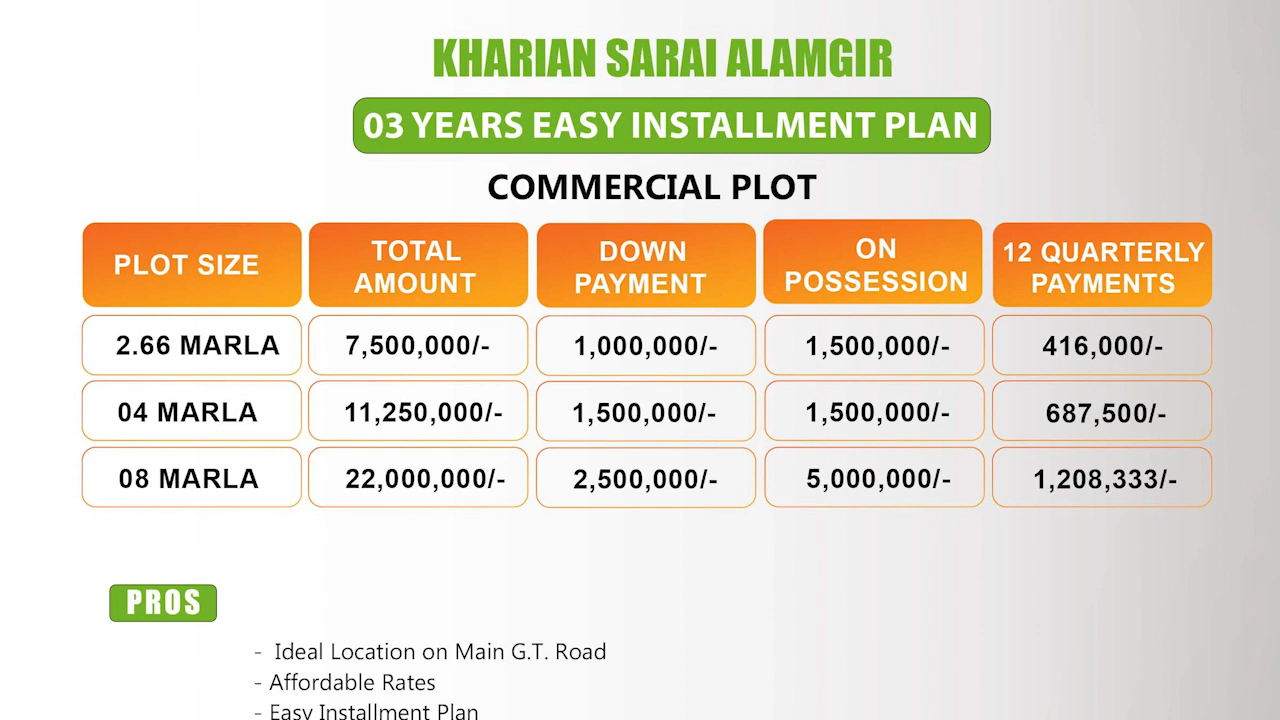 KHARIAN SARAI ALAMGIR
03 YEARS EASY INSTALLMENT PLAN
COMMERCIAL PLOT
PLOT SIZE TOTAL AMOUNT DOWN PAYMENT ON POSSESSION 12 QUARTERLY PAYMENTS
2.66 MARLA 7,500,000/- 1,000,000/- 1,500,000/- 416,000/-
04 MARLA 11,250,000/- 1,500,000/- 1,500,000/- 687,500/-
08 MARLA 22,000,000/- 2,500,000/- 5,000,000/- 1,208,333/-
PROS
- Ideal Location on Main G.T. Road
- Affordable Rates
- Easy Installment Plan